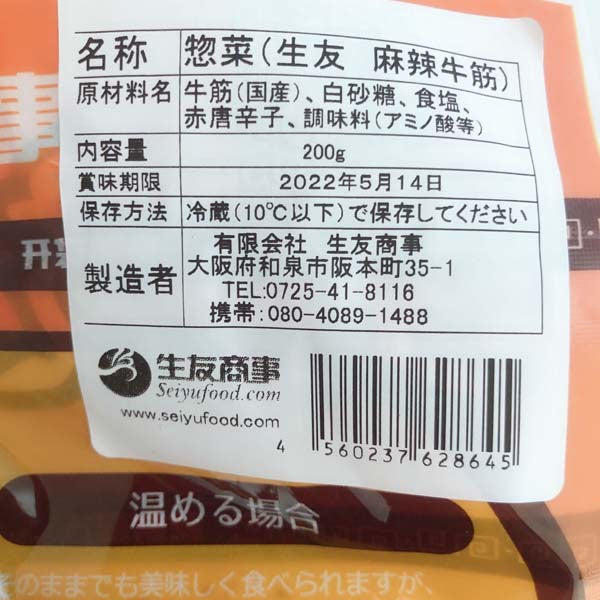 名称 惣菜(生友 麻辣牛筋)
原材料名 牛筋(国産)、白砂糖、食塩、
赤唐辛子、調味料(アミノ酸等)
内容量 200g
賞味期限 2022年5月14日
保存方法 冷蔵(10℃以下)で保存してください
製造者 有限会社 生友商事
大阪府和泉市阪本町35-1
TEL:0725-41-8116
携帯:080-4089-1488
事
开袋
生友商事
Seiyufood.com
www.seiyufood.com
4 560237 628645
温める場合
そのままでも美味しく食べられますが、